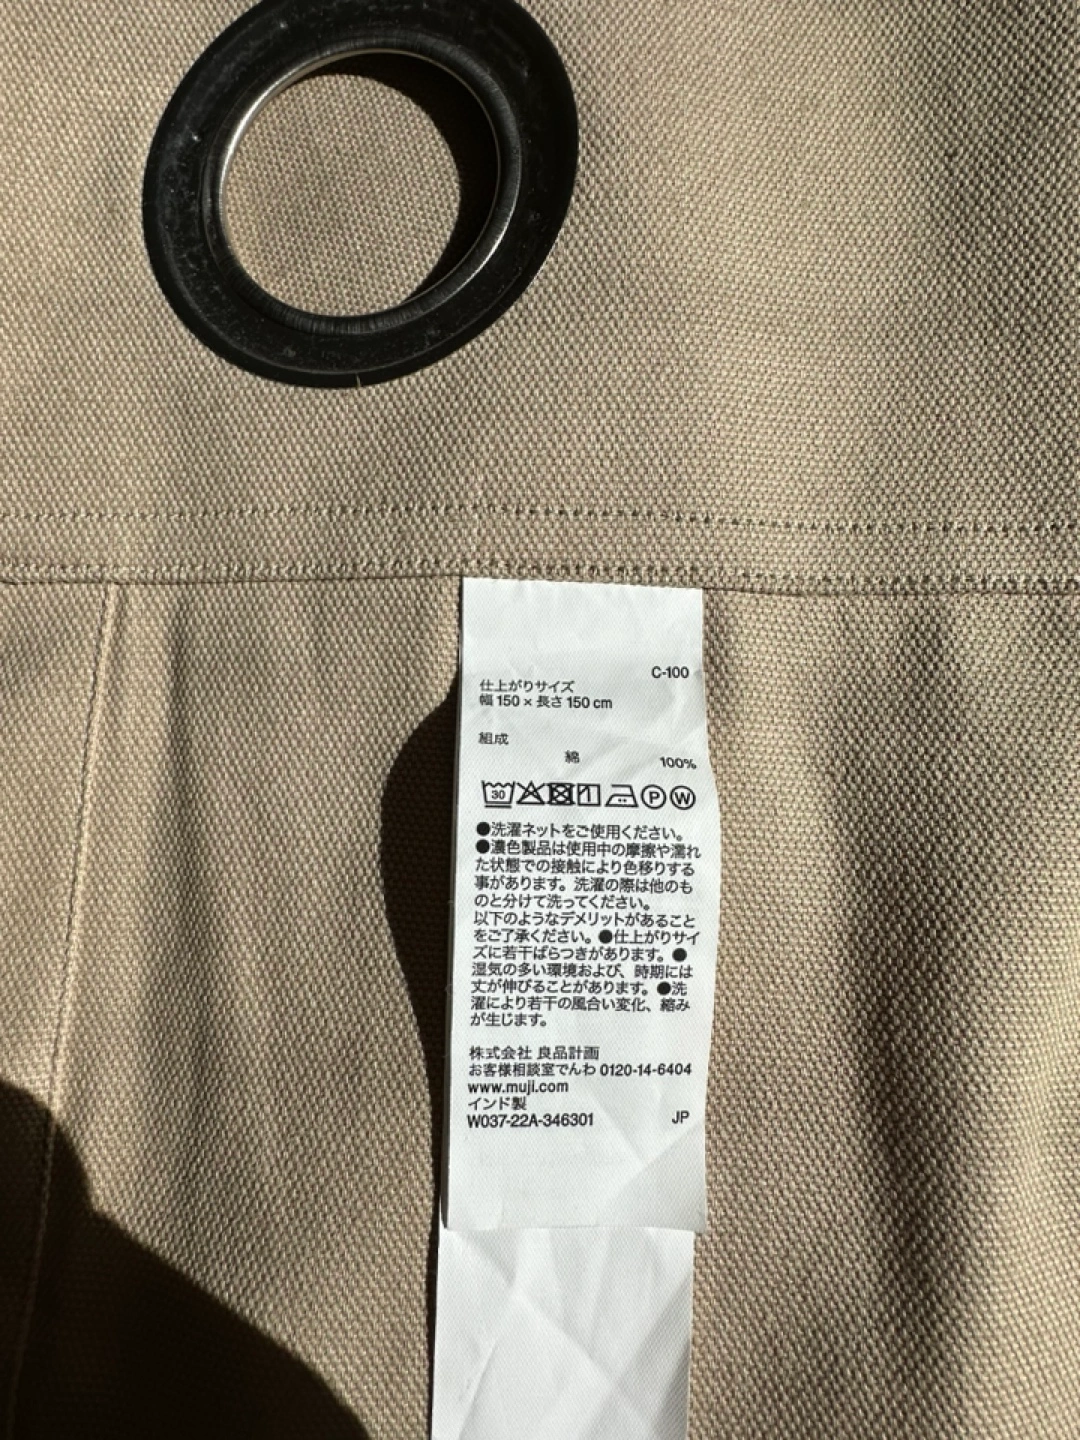 C-100
仕上がりサイズ
幅 150 × 長さ 150 cm
組成
綿 100%
30 P W
●洗濯ネットをご使用ください。
●濃色製品は使用中の摩擦や濡れ
た状態での接触により色移りする
事があります。洗濯の際は他のも
のと分けて洗ってください。
以下のようなデメリットがあること
をご了承ください。●仕上がりサイ
ズに若干ばらつきがあります。●
湿気の多い環境および、時期には
丈が伸びることがあります。●洗
濯により若干の風合い変化、縮み
が生じます。
株式会社 良品計画
お客様相談室でんわ 0120-14-6404
www.muji.com
インド製
W037-22A-346301 JP